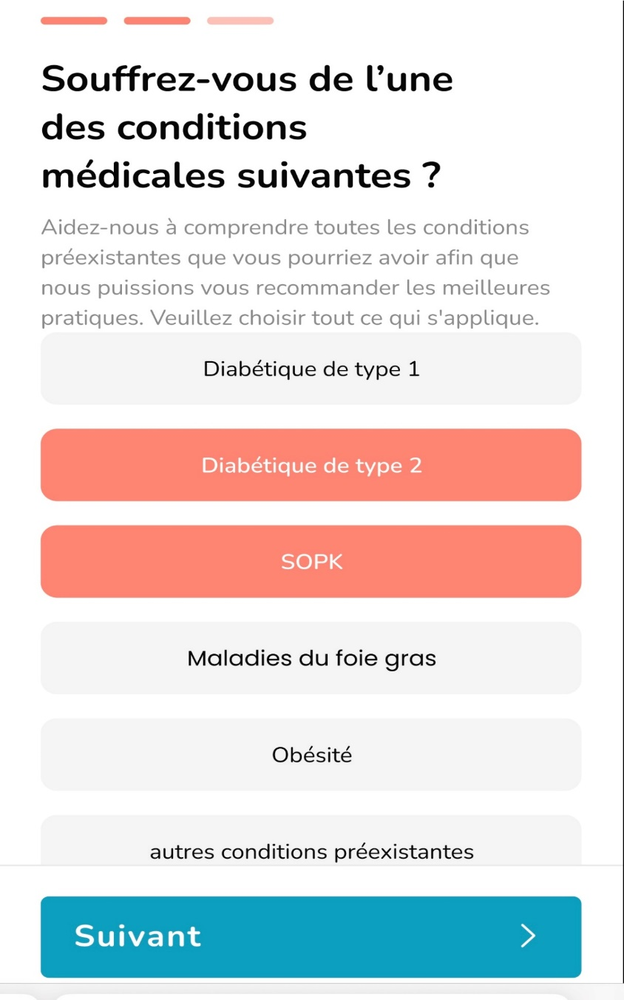 Souffrez-vous de l’une
des conditions
médicales suivantes ?
Aidez-nous à comprendre toutes les conditions
préexistantes que vous pourriez avoir afin que
nous puissions vous recommander les meilleures
pratiques. Veuillez choisir tout ce qui s'applique.
Diabétique de type 1
Diabétique de type 2
SOPK
Maladies du foie gras
Obésité
autres conditions préexistantes
Suivant